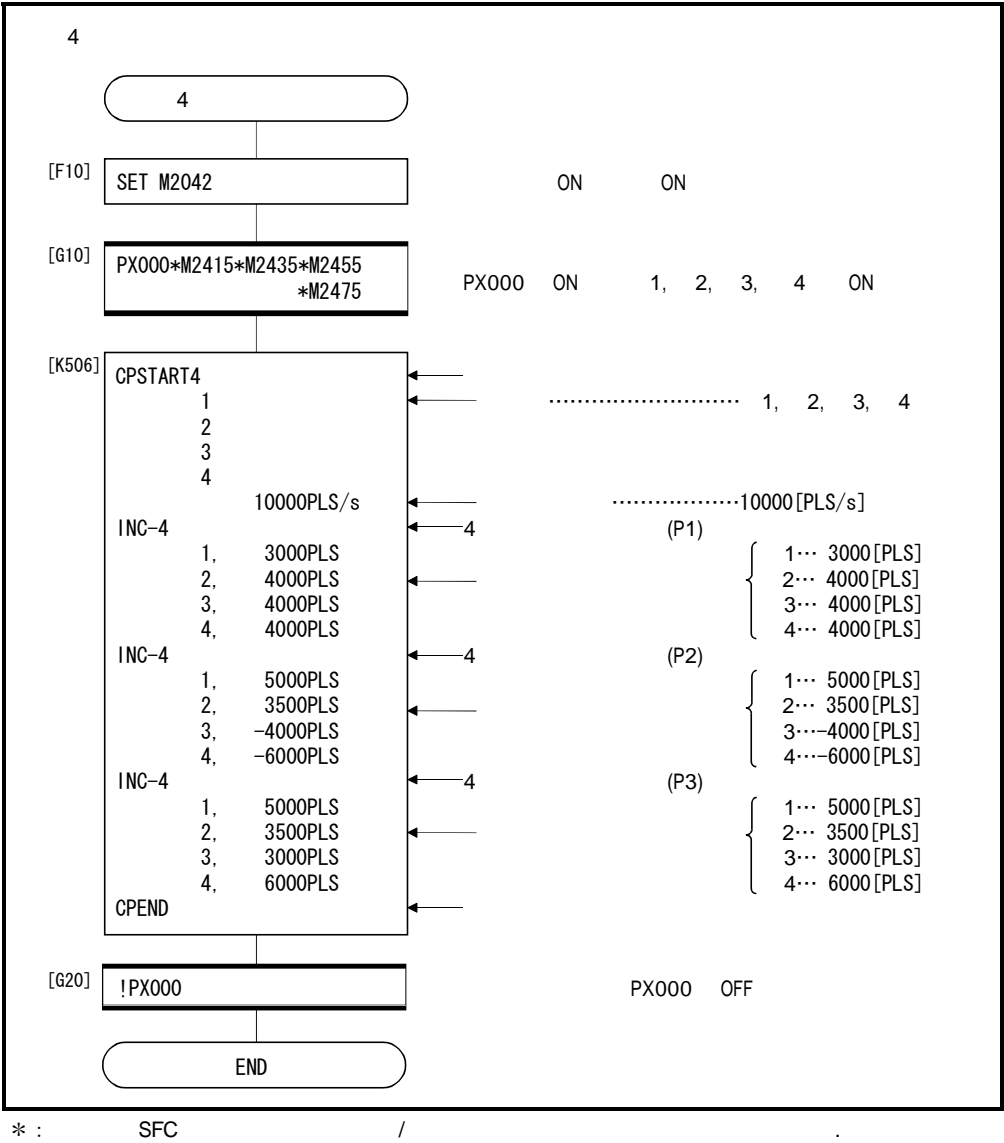 4
4
[F10] SET M2042 ON ON
[G10] PX000*M2415*M2435*M2455
*M2475
PX000 ON 1, 2, 3, 4 ON
[K506] CPSTART4
1 ··························· 1, 2, 3, 4
2
3
4
10000PLS/s ··················10000[PLS/s]
INC-4 4 (P1)
1, 3000PLS 1··· 3000[PLS]
2, 4000PLS 2··· 4000[PLS]
3, 4000PLS 3··· 4000[PLS]
4, 4000PLS 4··· 4000[PLS]
INC-4 4 (P2)
1, 5000PLS 1··· 5000[PLS]
2, 3500PLS 2··· 3500[PLS]
3, -4000PLS 3···-4000[PLS]
4, -6000PLS 4···-6000[PLS]
INC-4 4 (P3)
1, 5000PLS 1··· 5000[PLS]
2, 3500PLS 2··· 3500[PLS]
3, 3000PLS 3··· 3000[PLS]
4, 6000PLS 4··· 6000[PLS]
CPEND
[G20] !PX000 PX000 OFF
END
* : SFC / .